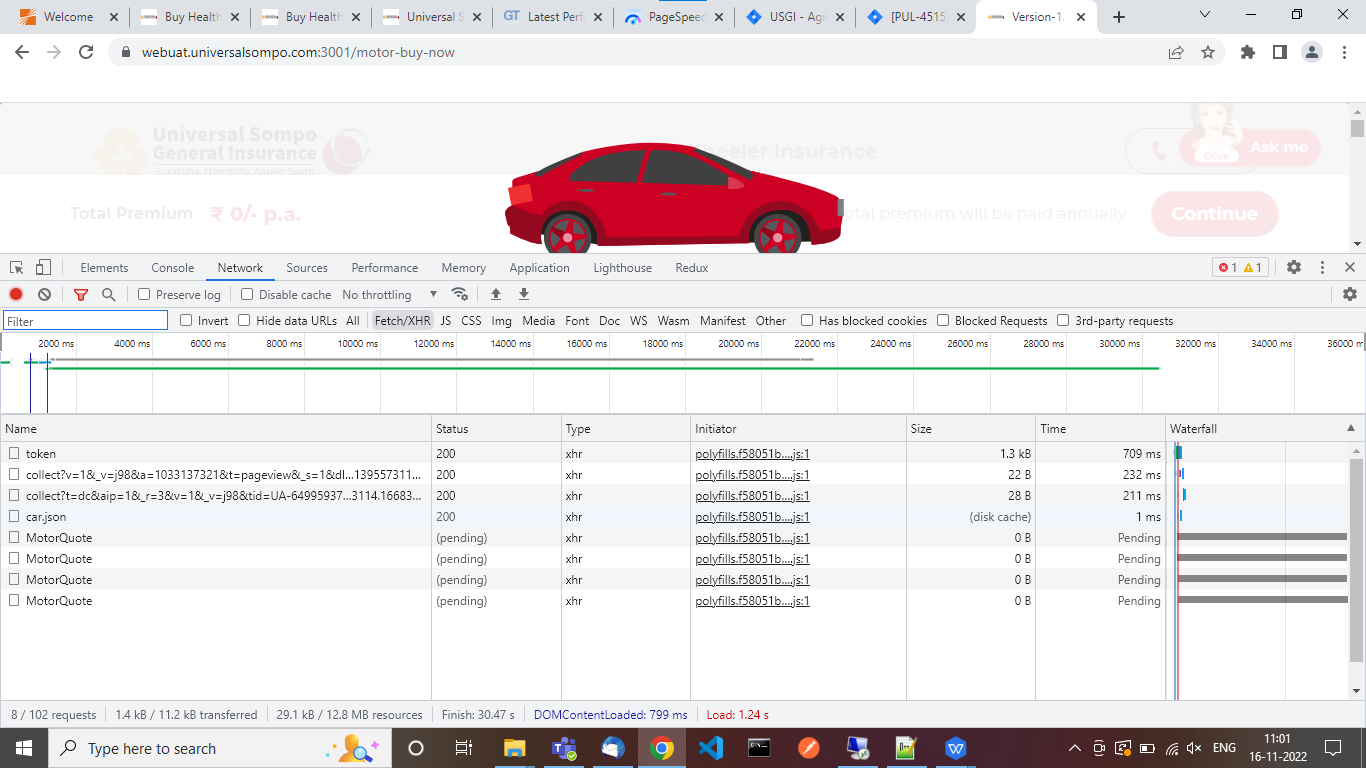 Welcome
Buy Health
Buy Health
Universal S
Latest Perf
PageSpeed
USGI - Agi
[PUL-4515]
Version-1.
webuat.universalsompo.com:3001/motor-buy-now
Universal Sompo
General Insurance
Suraksha, Hamesha Aapke Saath
heeler Insurance
Olive
Ask me
Total Premium ₹ 0/- p.a.
otal premium will be paid annually
Continue
Elements Console Network Sources Performance Memory Application Lighthouse Redux 1 1
Preserve log Disable cache No throttling
Filter Invert Hide data URLs All Fetch/XHR JS CSS Img Media Font Doc WS Wasm Manifest Other Has blocked cookies Blocked Requests 3rd-party requests
2000 ms 4000 ms 6000 ms 8000 ms 10000 ms 12000 ms 14000 ms 16000 ms 18000 ms 20000 ms 22000 ms 24000 ms 26000 ms 28000 ms 30000 ms 32000 ms 34000 ms 36000 m
Name Status Type Initiator Size Time Waterfall
token 200 xhr polyfills.f58051b....js:1 1.3 kB 709 ms
collect?v=1&_v=j98&a=1033137321&t=pageview&_s=1&dl...139557311... 200 xhr polyfills.f58051b....js:1 22 B 232 ms
collect?t=dc&aip=1&_r=3&v=1&_v=j98&tid=UA-64995937...3114.16683... 200 xhr polyfills.f58051b....js:1 28 B 211 ms
car.json 200 xhr polyfills.f58051b....js:1 (disk cache) 1 ms
MotorQuote (pending) xhr polyfills.f58051b....js:1 0 B Pending
MotorQuote (pending) xhr polyfills.f58051b....js:1 0 B Pending
MotorQuote (pending) xhr polyfills.f58051b....js:1 0 B Pending
MotorQuote (pending) xhr polyfills.f58051b....js:1 0 B Pending
8 / 102 requests 1.4 kB / 11.2 kB transferred 29.1 kB / 12.8 MB resources Finish: 30.47 s DOMContentLoaded: 799 ms Load: 1.24 s
Type here to search
ENG
11:01
16-11-2022